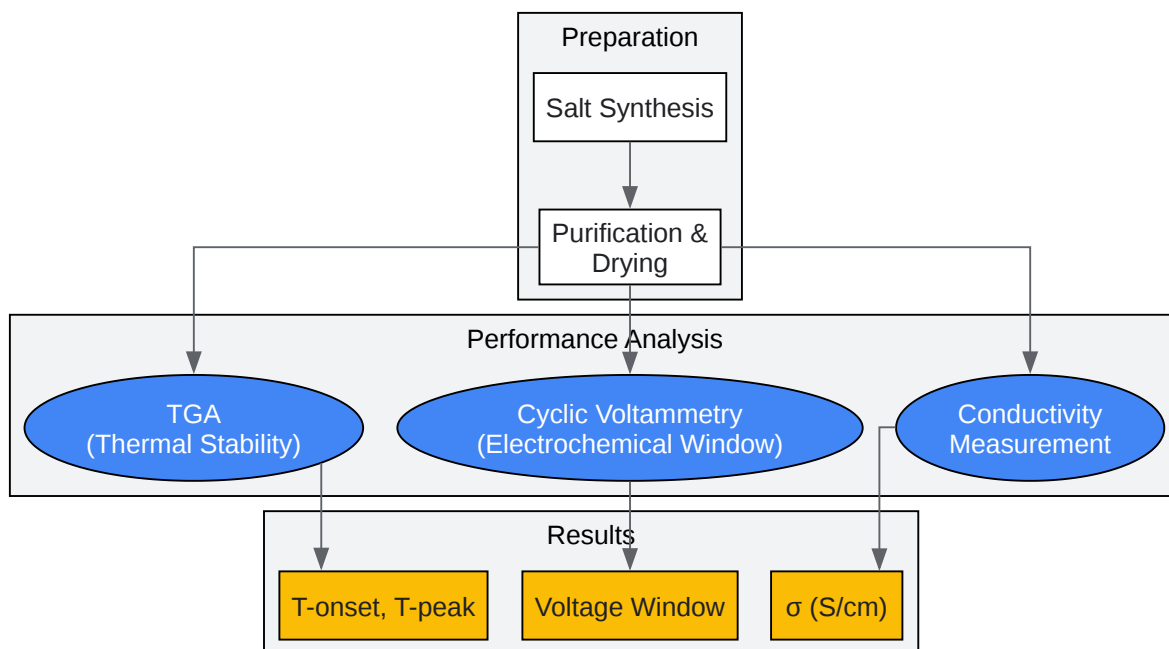 Preparation
Salt Synthesis
Purification &
Drying
Performance Analysis
TGA
(Thermal Stability)
Cyclic Voltammetry
(Electrochemical Window)
Conductivity
Measurement
Results
T-onset, T-peak
Voltage Window
σ (S/cm)